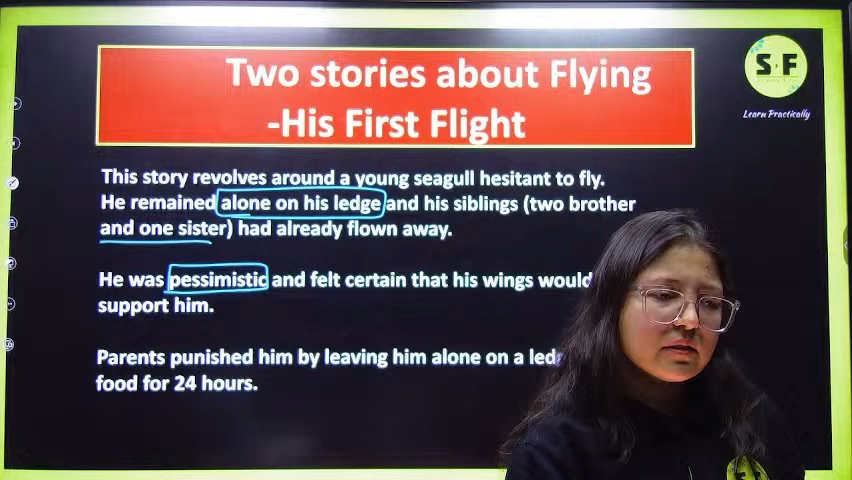 Two stories about Flying
-His First Flight
S F
Learn Practically
This story revolves around a young seagull hesitant to fly.
He remained alone on his ledge and his siblings (two brother
and one sister) had already flown away.
He was pessimistic and felt certain that his wings would
support him.
Parents punished him by leaving him alone on a
food for 24 hours.